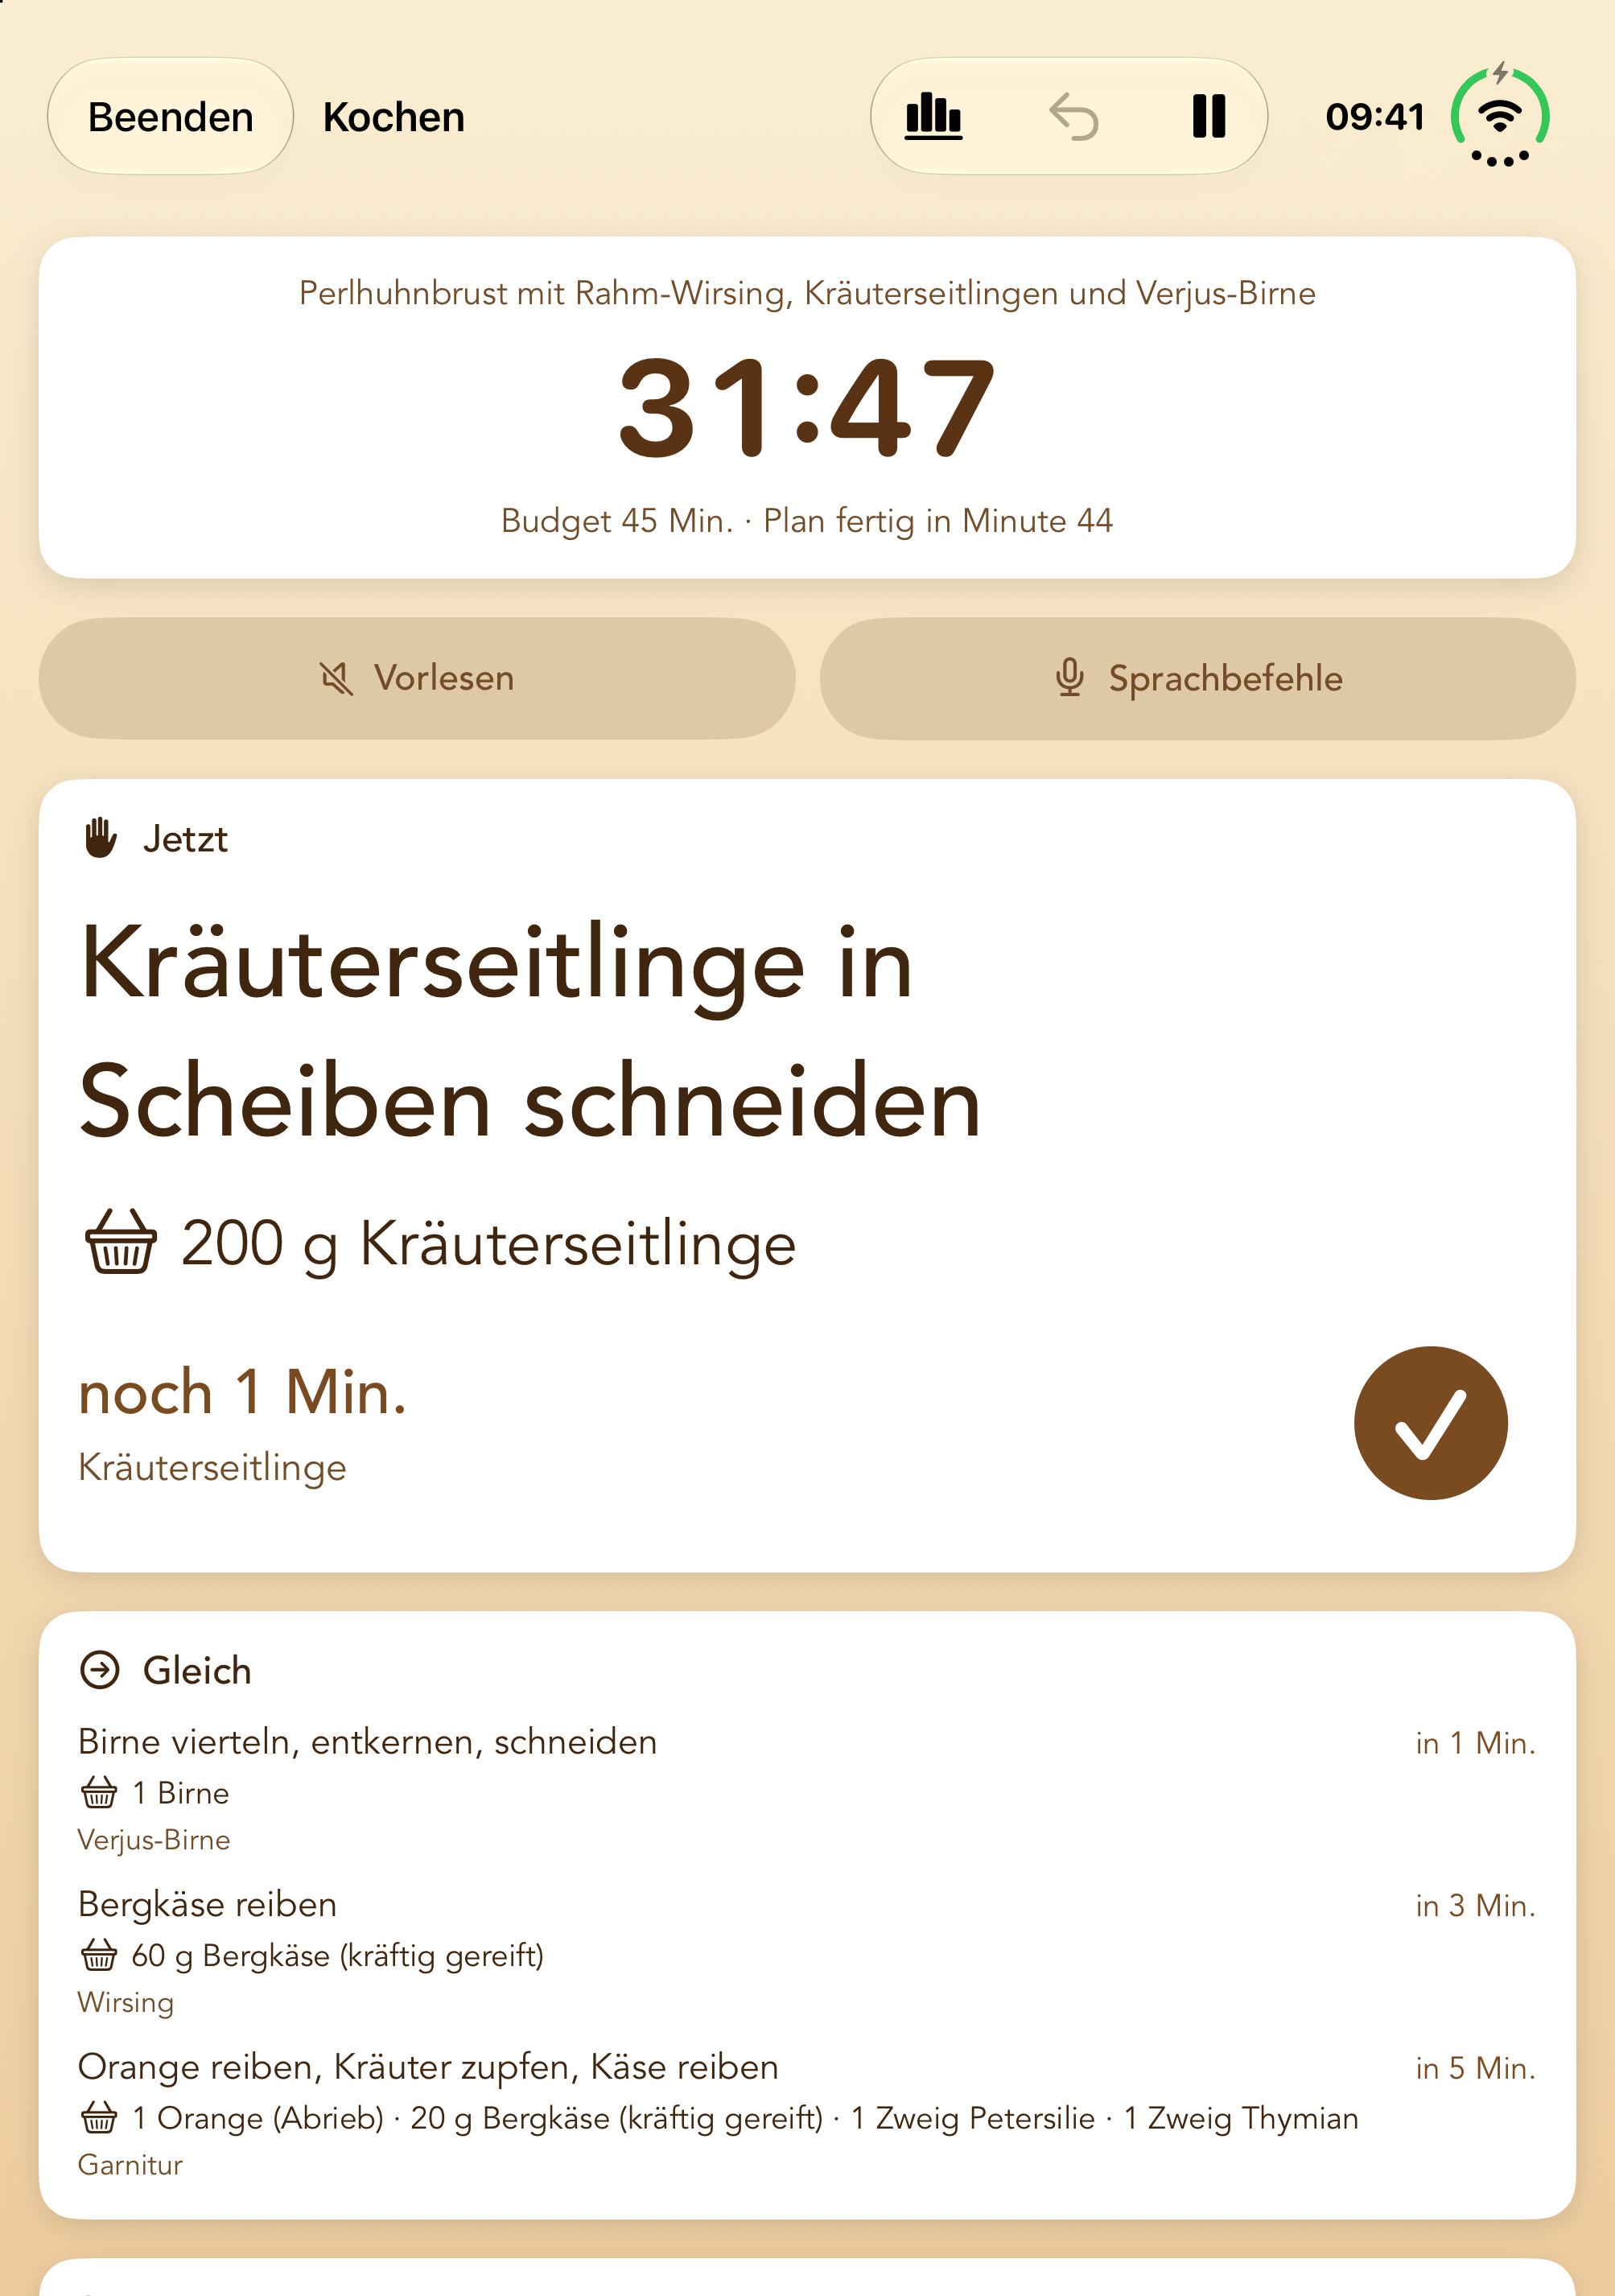 Beenden
Kochen
09:41
Perlhuhnbrust mit Rahm-Wirsing, Kräuterseitlingen und Verjus-Birne
31:47
Budget 45 Min. · Plan fertig in Minute 44
Vorlesen
Sprachbefehle
Jetzt
Kräuterseitlinge in
Scheiben schneiden
200 g Kräuterseitlinge
noch 1 Min.
Kräuterseitlinge
Gleich
Birne vierteln, entkernen, schneiden
in 1 Min.
1 Birne
Verjus-Birne
Bergkäse reiben
in 3 Min.
60 g Bergkäse (kräftig gereift)
Wirsing
Orange reiben, Kräuter zupfen, Käse reiben
in 5 Min.
1 Orange (Abrieb) · 20 g Bergkäse (kräftig gereift) · 1 Zweig Petersilie · 1 Zweig Thymian
Garnitur